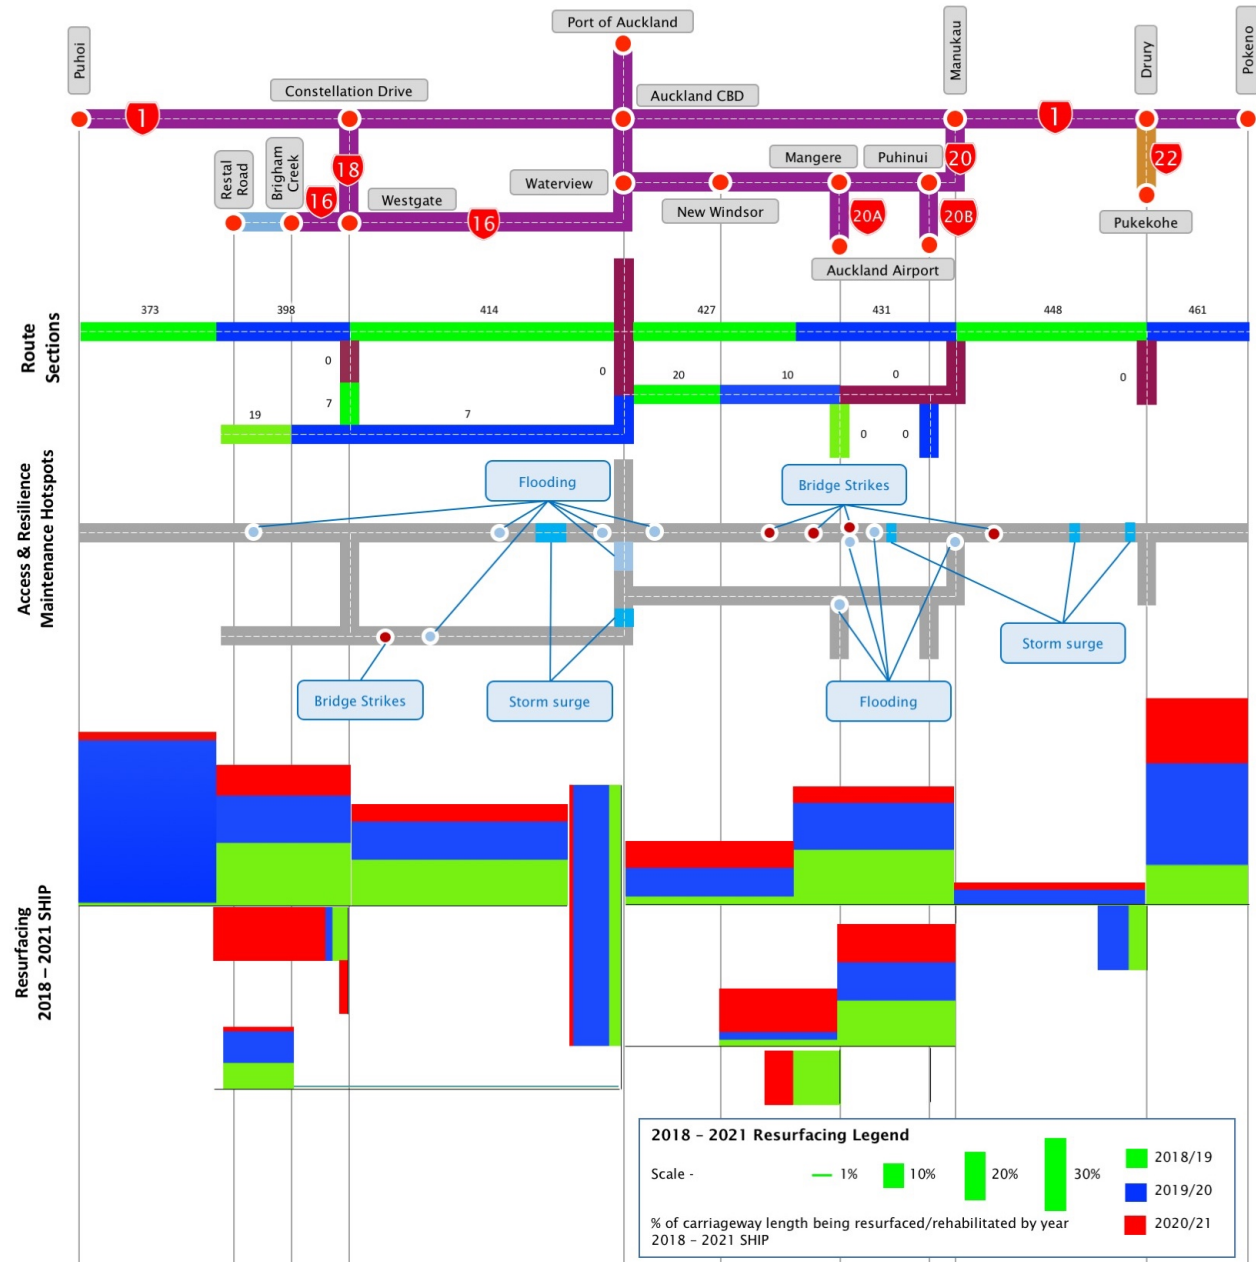 Port of Auckland
Puhoi
Manukau
Drury
Pokeno
Constellation Drive
Auckland CBD
1
1
Restal
Road
Brigham
Creek
18
16
Westgate
16
Waterview
New Windsor
Mangere
Puhinui
20
22
20A
20B
Pukekohe
Auckland Airport
Route
Sections
373
398
414
427
431
448
461
0
0
20
10
0
0
7
19
7
0
0
Access & Resilience
Maintenance Hotspots
Flooding
Bridge Strikes
Storm surge
Bridge Strikes
Storm surge
Flooding
Resurfacing
2018 – 2021 SHIP
2018 – 2021 Resurfacing Legend
Scale -
1%
10%
20%
30%
2018/19
2019/20
2020/21
% of carriageway length being resurfaced/rehabilitated by year
2018 – 2021 SHIP